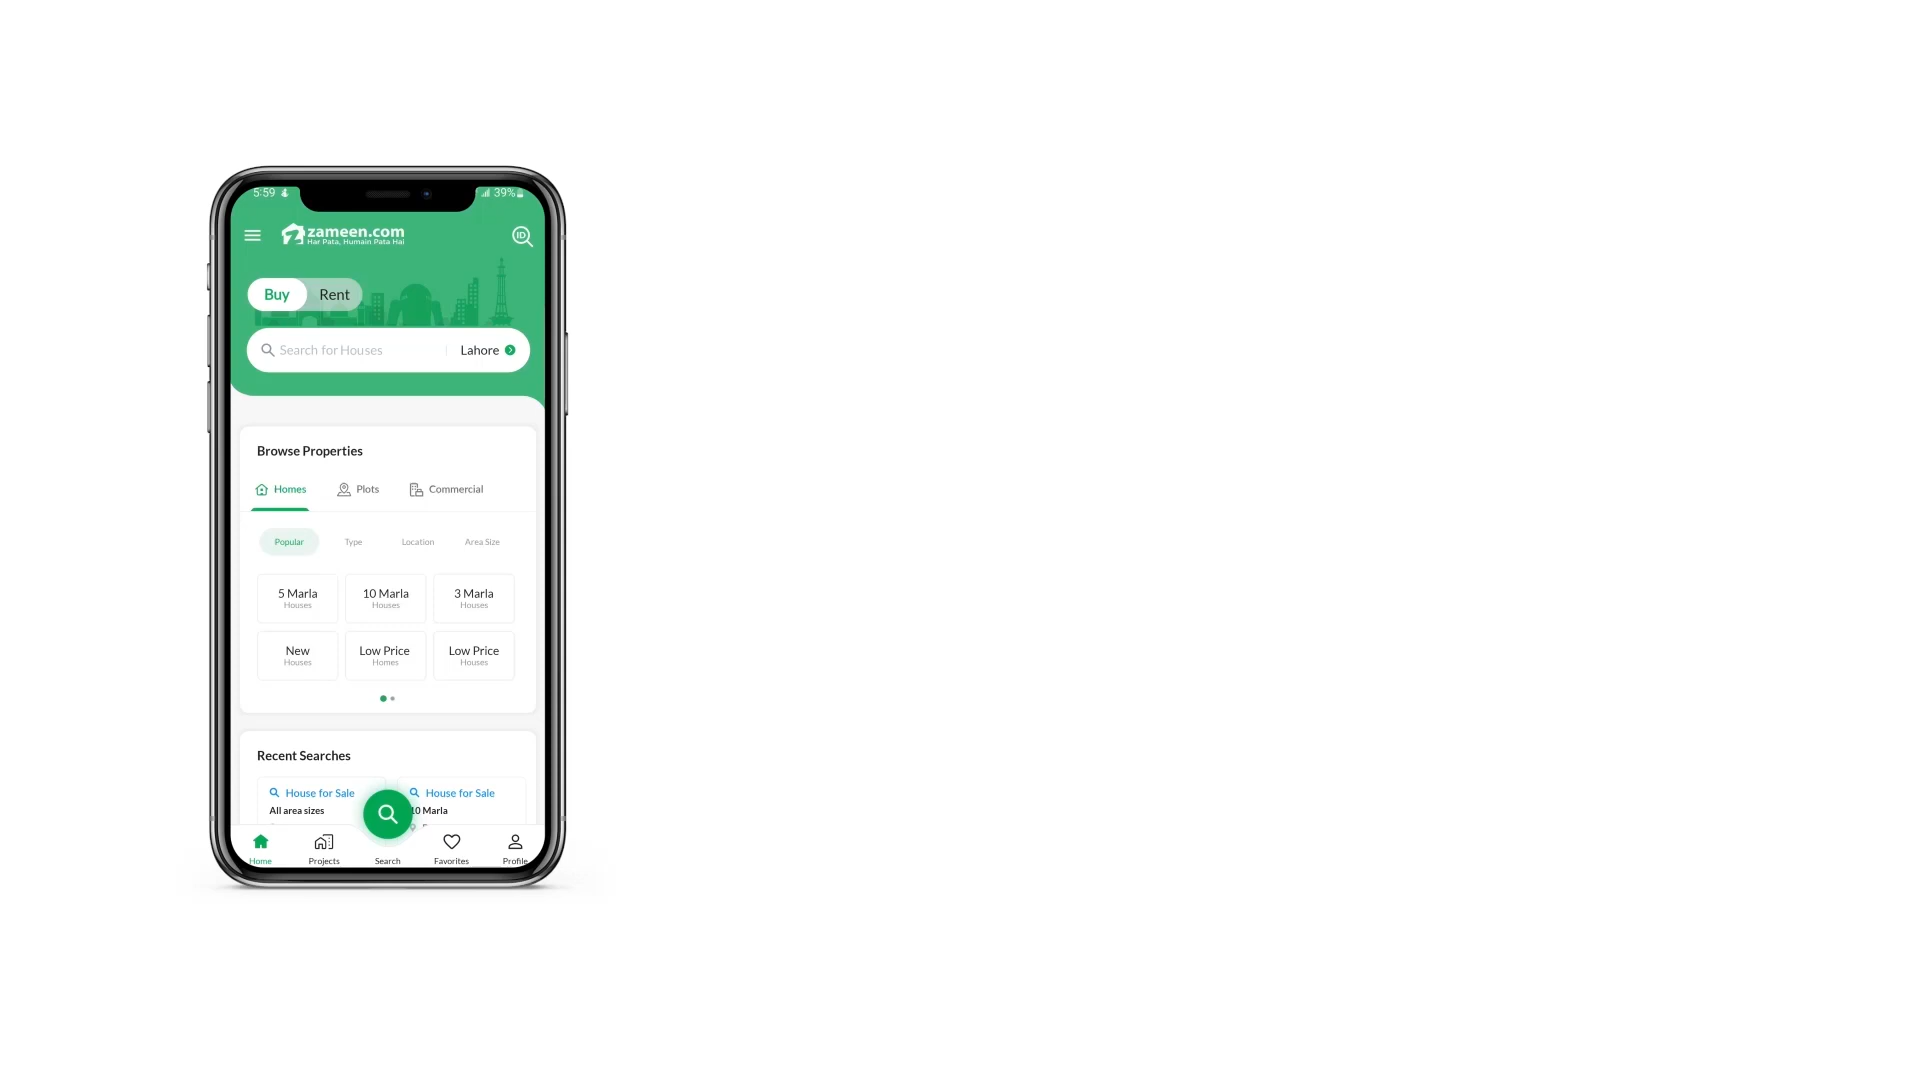 5:59 39%
zameen.com
Har Pata, Humain Pata Hai
ID
Buy Rent
Search for Houses Lahore
Browse Properties
Homes Plots Commercial
Popular Type Location Area Size
5 Marla 10 Marla 3 Marla
Houses Houses Houses
New Low Price Low Price
Houses Homes Houses
Recent Searches
House for Sale House for Sale
All area sizes 10 Marla
Home Projects Search Favorites Profile